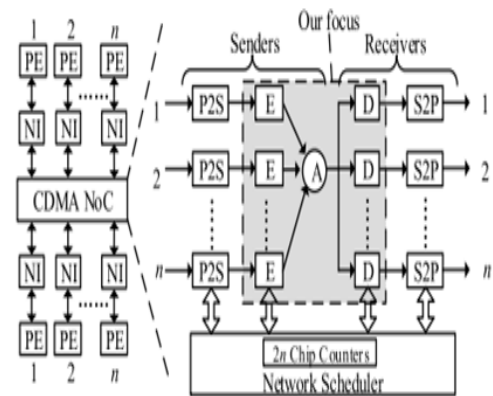 1 2 n
PE PE PE
NI NI NI
CDMA NoC
NI NI NI
PE PE PE
1 2 n
Our focus
Senders
Receivers
1 P2S E D S2P 1
A
2 P2S E D S2P 2
n P2S E D S2P n
2n Chip Counters
Network Scheduler